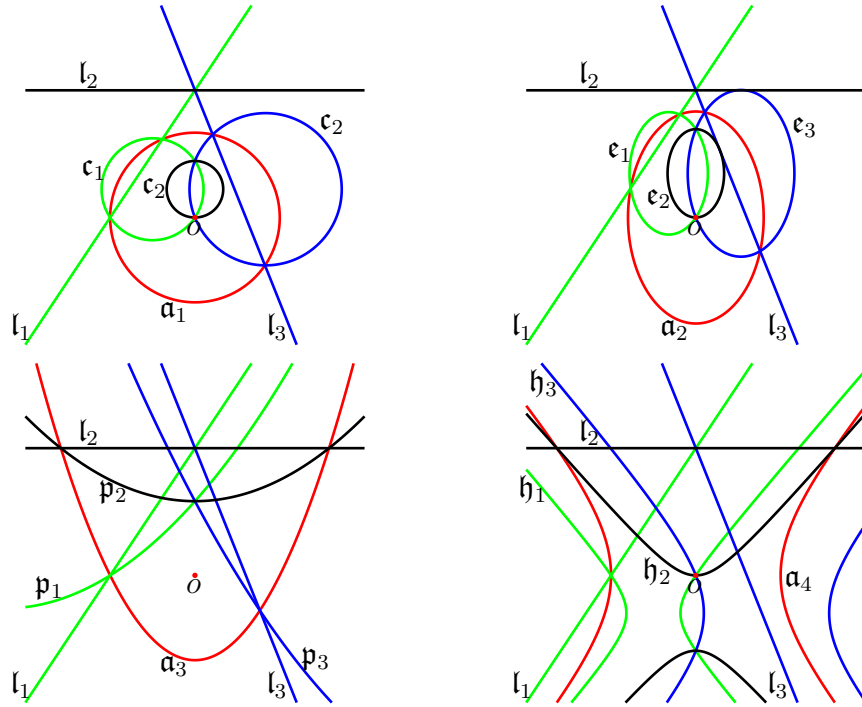 𝔩₂
𝔠₂
𝔠₁
𝔠₂
o
𝔞₁
𝔩₁
𝔩₃
𝔩₂
𝔢₃
𝔢₁
𝔢₂
o
𝔞₂
𝔩₁
𝔩₃
𝔩₂
𝔭₂
𝔭₁
o
𝔞₃
𝔭₃
𝔩₁
𝔩₃
𝔥₃
𝔩₂
𝔥₁
𝔥₂
o
𝔞₄
𝔩₁
𝔩₃